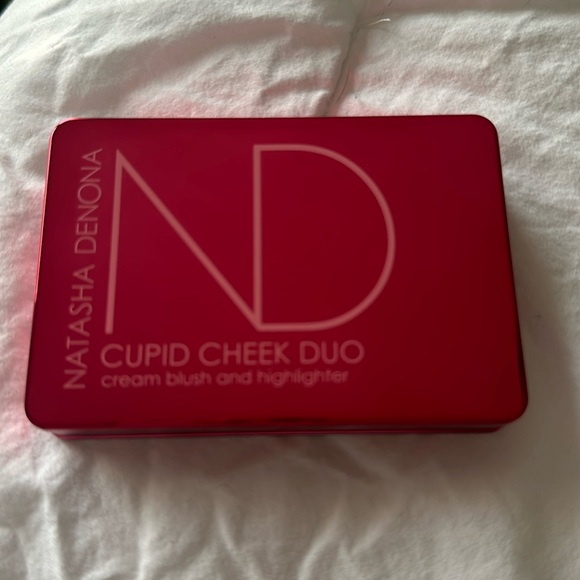 NATASHA DENONA
ND
CUPID CHEEK DUO
cream blush and highlighter